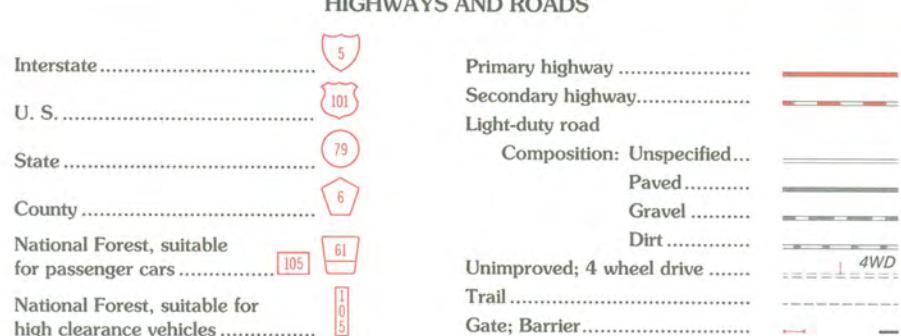 HIGHWAYS AND ROADS
Interstate.................................... 5
U. S. ........................................... 101
State ........................................... 79
County ....................................... 6
National Forest, suitable
for passenger cars .................. 105 61
National Forest, suitable for
high clearance vehicles ............... 105
Primary highway ......................
Secondary highway...................
Light-duty road
Composition: Unspecified...
Paved...........
Gravel ..........
Dirt ..............
Unimproved; 4 wheel drive ....... 4WD
Trail ........................................
Gate; Barrier............................